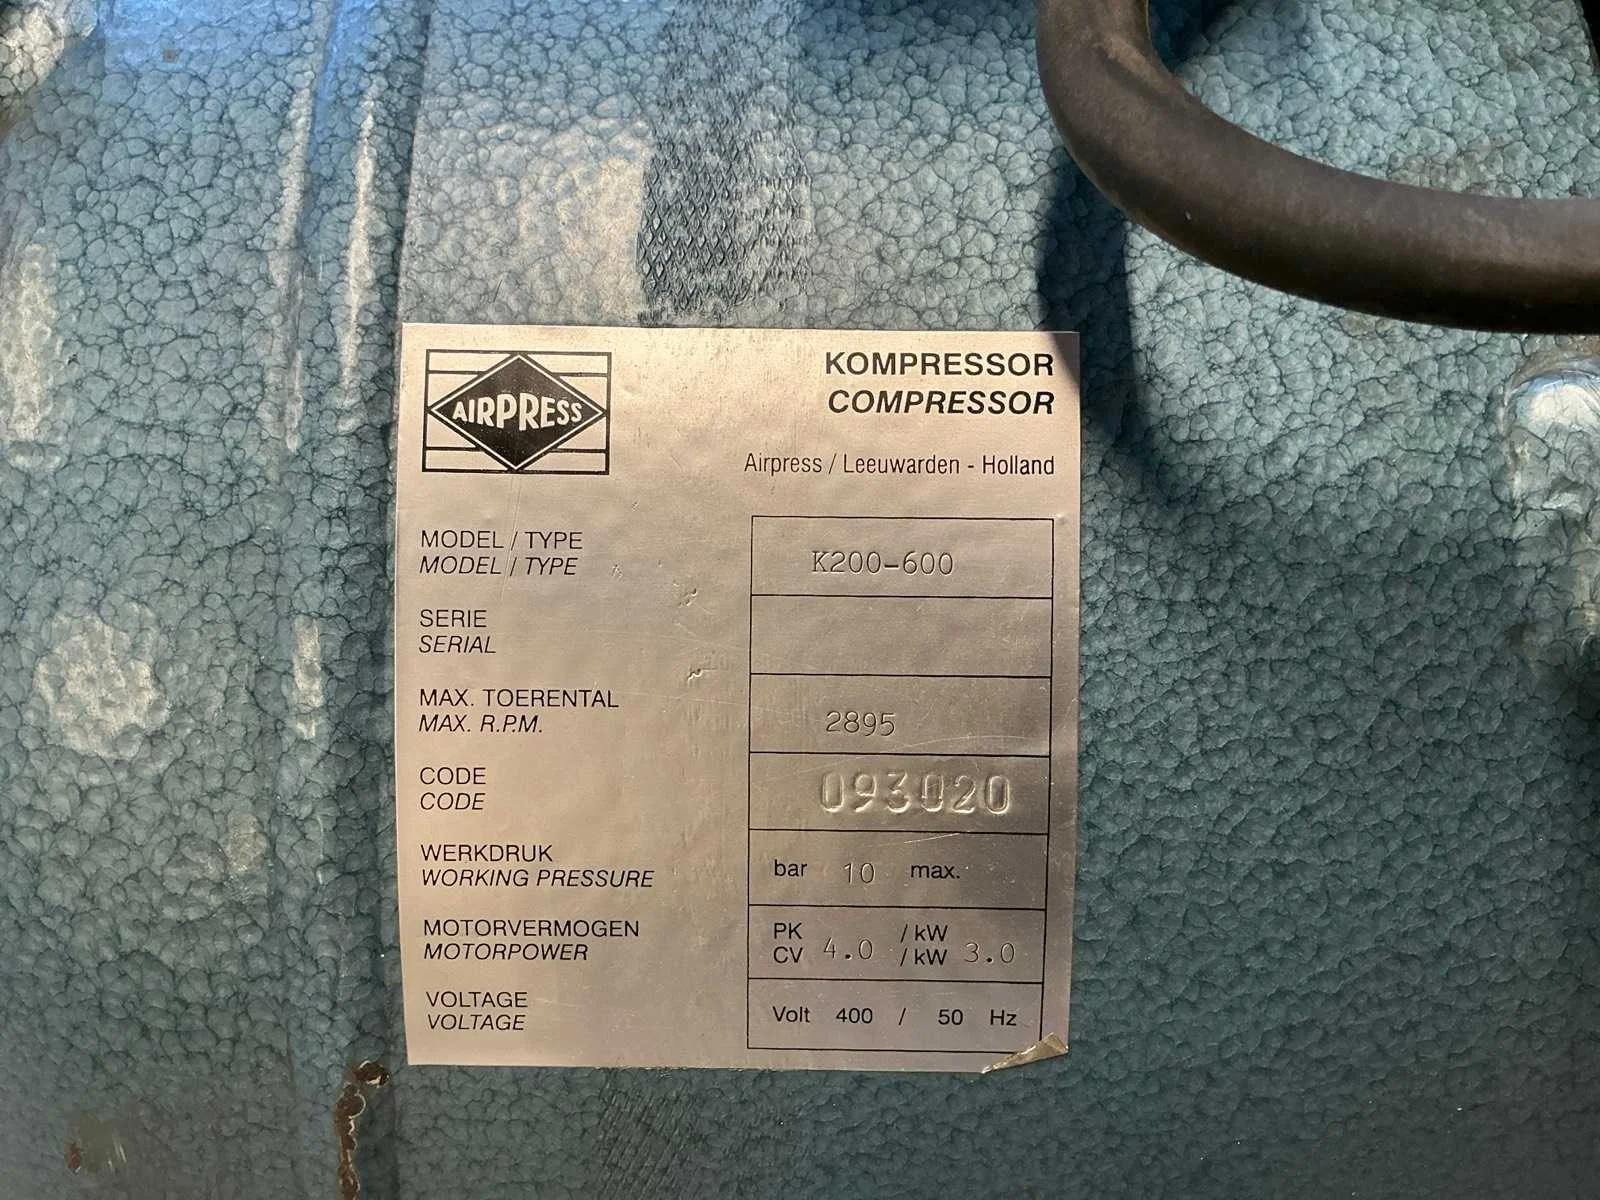 AIRPRESS
KOMPRESSOR
COMPRESSOR
Airpress / Leeuwarden - Holland
MODEL / TYPE
MODEL / TYPE
K200-600
SERIE
SERIAL
MAX. TOERENTAL
MAX. R.P.M.
2895
CODE
CODE
093020
WERKDRUK
WORKING PRESSURE
bar 10 max.
MOTORVERMOGEN
MOTORPOWER
PK / kW
CV 4.0 / kW 3.0
VOLTAGE
VOLTAGE
Volt 400 / 50 Hz